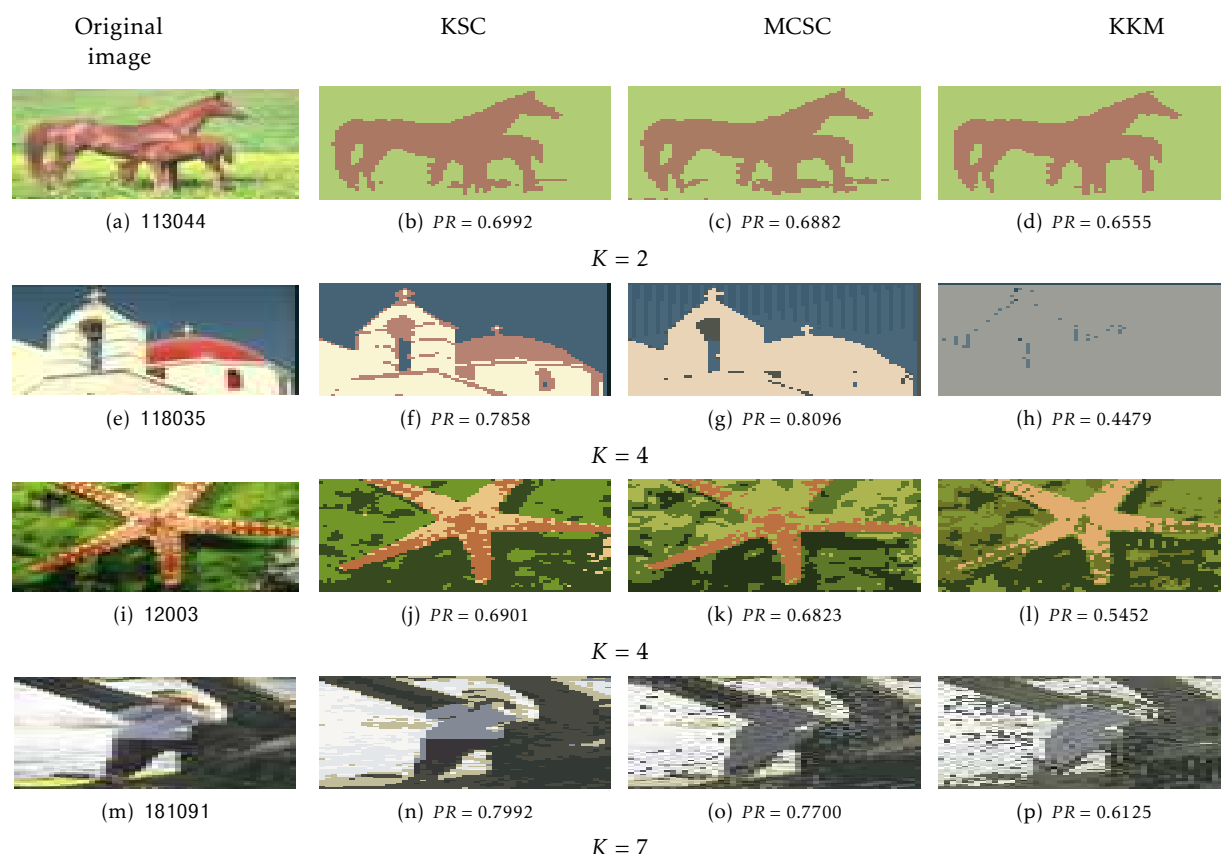 Original image KSC MCSC KKM
(a) 113044 (b) PR = 0.6992 (c) PR = 0.6882 (d) PR = 0.6555
K = 2
(e) 118035 (f) PR = 0.7858 (g) PR = 0.8096 (h) PR = 0.4479
K = 4
(i) 12003 (j) PR = 0.6901 (k) PR = 0.6823 (l) PR = 0.5452
K = 4
(m) 181091 (n) PR = 0.7992 (o) PR = 0.7700 (p) PR = 0.6125
K = 7